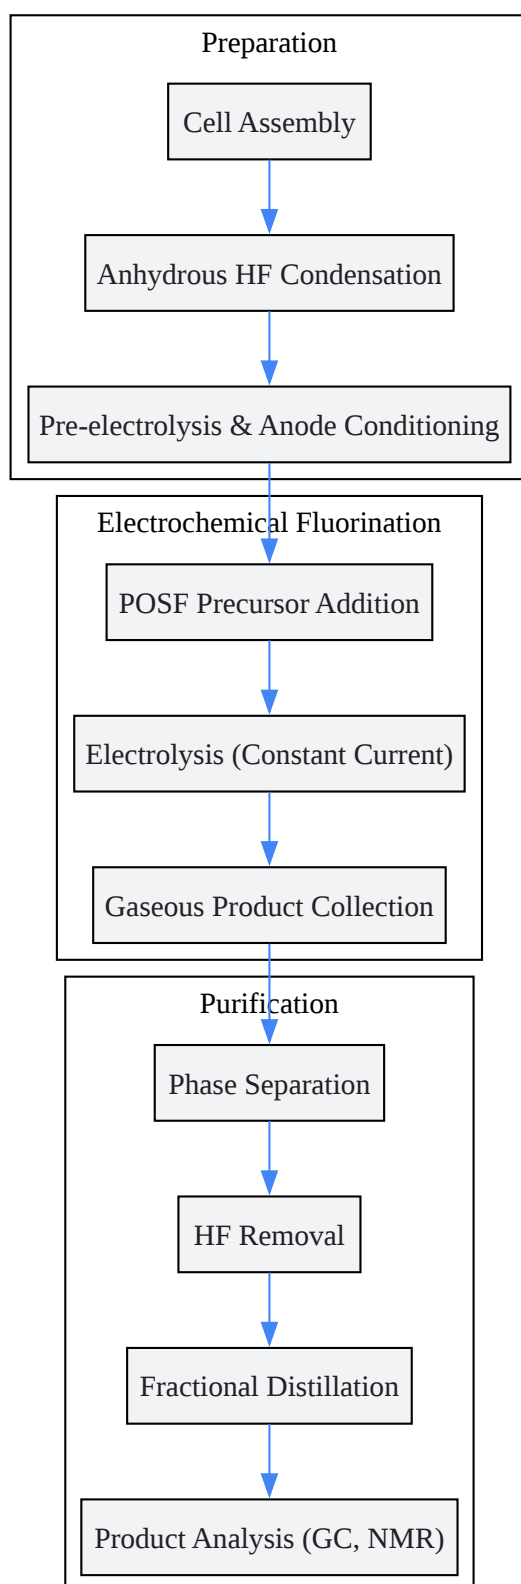 Preparation
Cell Assembly
Anhydrous HF Condensation
Pre-electrolysis & Anode Conditioning
Electrochemical Fluorination
POSF Precursor Addition
Electrolysis (Constant Current)
Gaseous Product Collection
Purification
Phase Separation
HF Removal
Fractional Distillation
Product Analysis (GC, NMR)